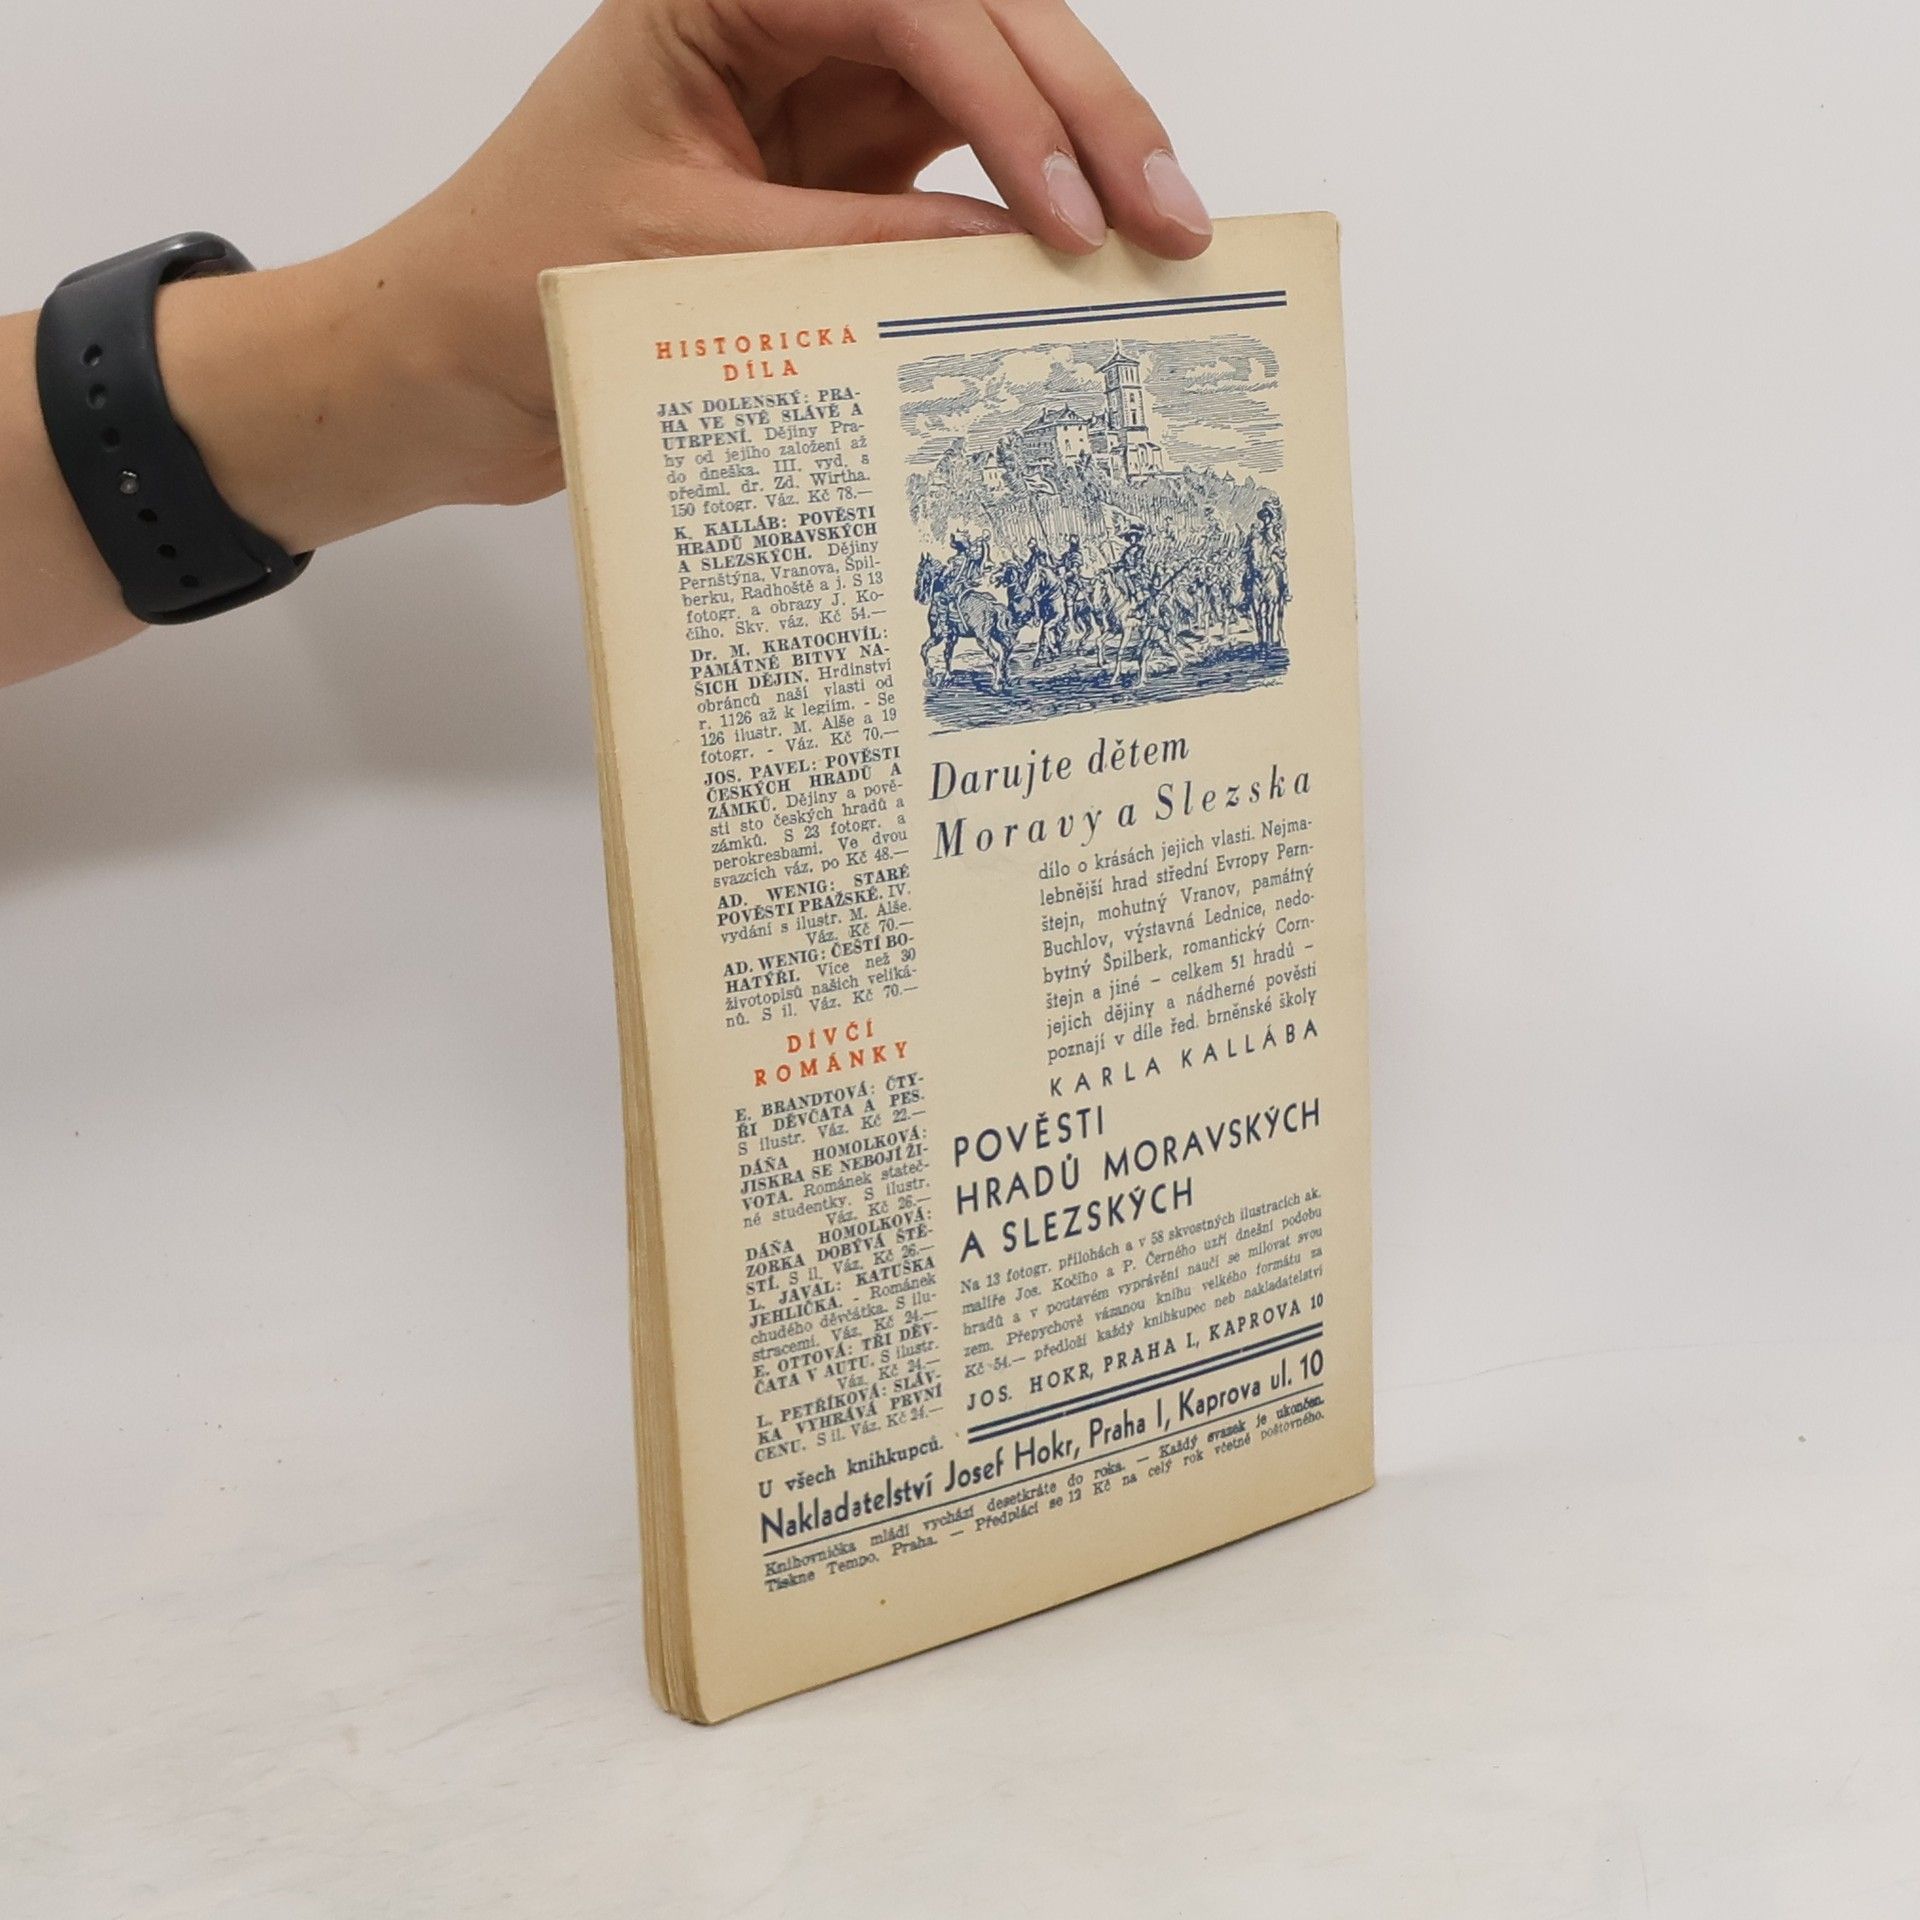 HISTORICKÁ
DÍLA
JAN DOLENSKÝ: PRA-
HA VE SVÉ SLÁVĚ A
UTRPENÍ. Dějiny Pra-
hy od jejího založení až
do dneška. III. vyd. s
předml. dr. Zd. Wirtha.
150 fotogr. Váz. Kč 78.—
K. KALLÁB: POVĚSTI
HRADŮ MORAVSKÝCH
A SLEZSKÝCH. Dějiny
Pernštýna, Vranova, Špil-
berku, Radhoště a j. S 13
fotogr. a obrazy J. Ko-
čího. Skv. váz. Kč 54.—
Dr. M. KRATOCHVÍL:
PAMÁTNÉ BITVY NA-
ŠICH DĚJIN. Hrdinství
obránců naší vlasti od
r. 1126 až k legiím. - Se
126 ilustr. M. Alše a 19
fotogr. - Váz. Kč 70.—
JOS. PAVEL: POVĚSTI
ČESKÝCH HRADŮ A
ZÁMKŮ. Dějiny a pově-
sti sto českých hradů a
zámků. S 23 fotogr. a
perokresbami. Ve dvou
svazcích váz. po Kč 48.—
AD. WENIG: STARÉ
POVĚSTI PRAŽSKÉ. IV.
vydání s ilustr. M. Alše.
Váz. Kč 70.—
AD. WENIG: ČEŠTÍ BO-
HATÝŘI. Více než 30
životopisů našich veliká-
nů. S il. Váz. Kč 70.—
DÍVČÍ
ROMÁNKY
E. BRANDTOVÁ: ČTY-
ŘI DĚVČATA A PES.
S ilustr. Váz. Kč 22.—
DÁŇA HOMOLKOVÁ:
JISKRA SE NEBOJÍ ŽI-
VOTA. Románek stateč-
né studentky. S ilustr.
Váz. Kč 26.—
DÁŇA HOMOLKOVÁ:
ZORKA DOBÝVÁ ŠTĚ-
STÍ. S il. Váz. Kč 26.—
L. JAVAL: KATUŠKA
JEHLIČKA. - Románek
chudého děvčátka. S ilu-
stracemi. Váz. Kč 24.—
E. OTTOVÁ: TŘI DĚV-
ČATA V AUTU. S ilustr.
Váz. Kč 24.—
L. PETŘÍKOVÁ: SLÁV-
KA VYHRÁVÁ PRVNÍ
CENU. S il. Váz. Kč 24.—
U všech knihkupců.
Darujte dětem
Moravy a Slezska
dílo o krásách jejich vlasti. Nejma-
lebnější hrad střední Evropy Pern-
štejn, mohutný Vranov, památný
Buchlov, výstavná Lednice, nedo-
bytný Špilberk, romantický Corn-
štejn a jiné – celkem 51 hradů –
jejich dějiny a nádherné pověsti
poznají v díle řed. brněnské školy
KARLA KALLÁBA
POVĚSTI
HRADŮ MORAVSKÝCH
A SLEZSKÝCH
Na 13 fotogr. přílohách a v 58 skvostných ilustracích ak.
malíře Jos. Kočího a P. Černého uzří dnešní podobu
hradů a v poutavém vyprávění naučí se milovat svou
zem. Přepychově vázanou knihu velkého formátu za
Kč 54.— předloží každý knihkupec neb nakladatelství
JOS. HOKR, PRAHA I, KAPROVA 10
Nakladatelství Josef Hokr, Praha I, Kaprova ul. 10
Knihovnička mládí vychází desetkráte do roka. — Každý svazek je ukončen.
Tiskne Tempo, Praha. — Předplácí se 12 Kč na celý rok včetně poštovného.